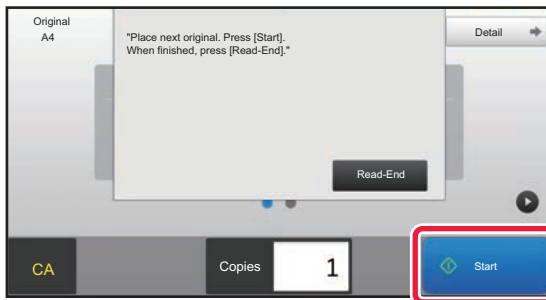 Original
A4
"Place next original. Press [Start].
When finished, press [Read-End]."
Detail
Read-End
CA
Copies
1
Start